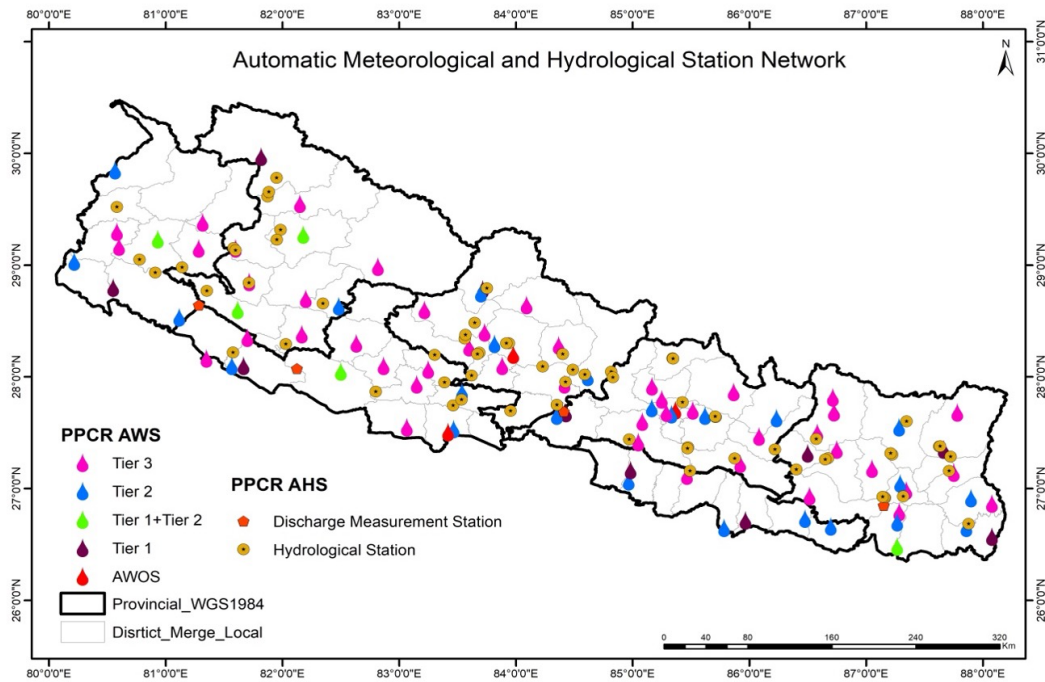 80°0'0"E 81°0'0"E 82°0'0"E 83°0'0"E 84°0'0"E 85°0'0"E 86°0'0"E 87°0'0"E 88°0'0"E
Automatic Meteorological and Hydrological Station Network
N
31°0'0"N
30°0'0"N 30°0'0"N
29°0'0"N 29°0'0"N
28°0'0"N 28°0'0"N
27°0'0"N 27°0'0"N
26°0'0"N 26°0'0"N
PPCR AWS
Tier 3
Tier 2
Tier 1+Tier 2
Tier 1
AWOS
Provincial_WGS1984
Disrtict_Merge_Local
PPCR AHS
Discharge Measurement Station
Hydrological Station
0 40 80 160 240 320
Km
80°0'0"E 81°0'0"E 82°0'0"E 83°0'0"E 84°0'0"E 85°0'0"E 86°0'0"E 87°0'0"E 88°0'0"E